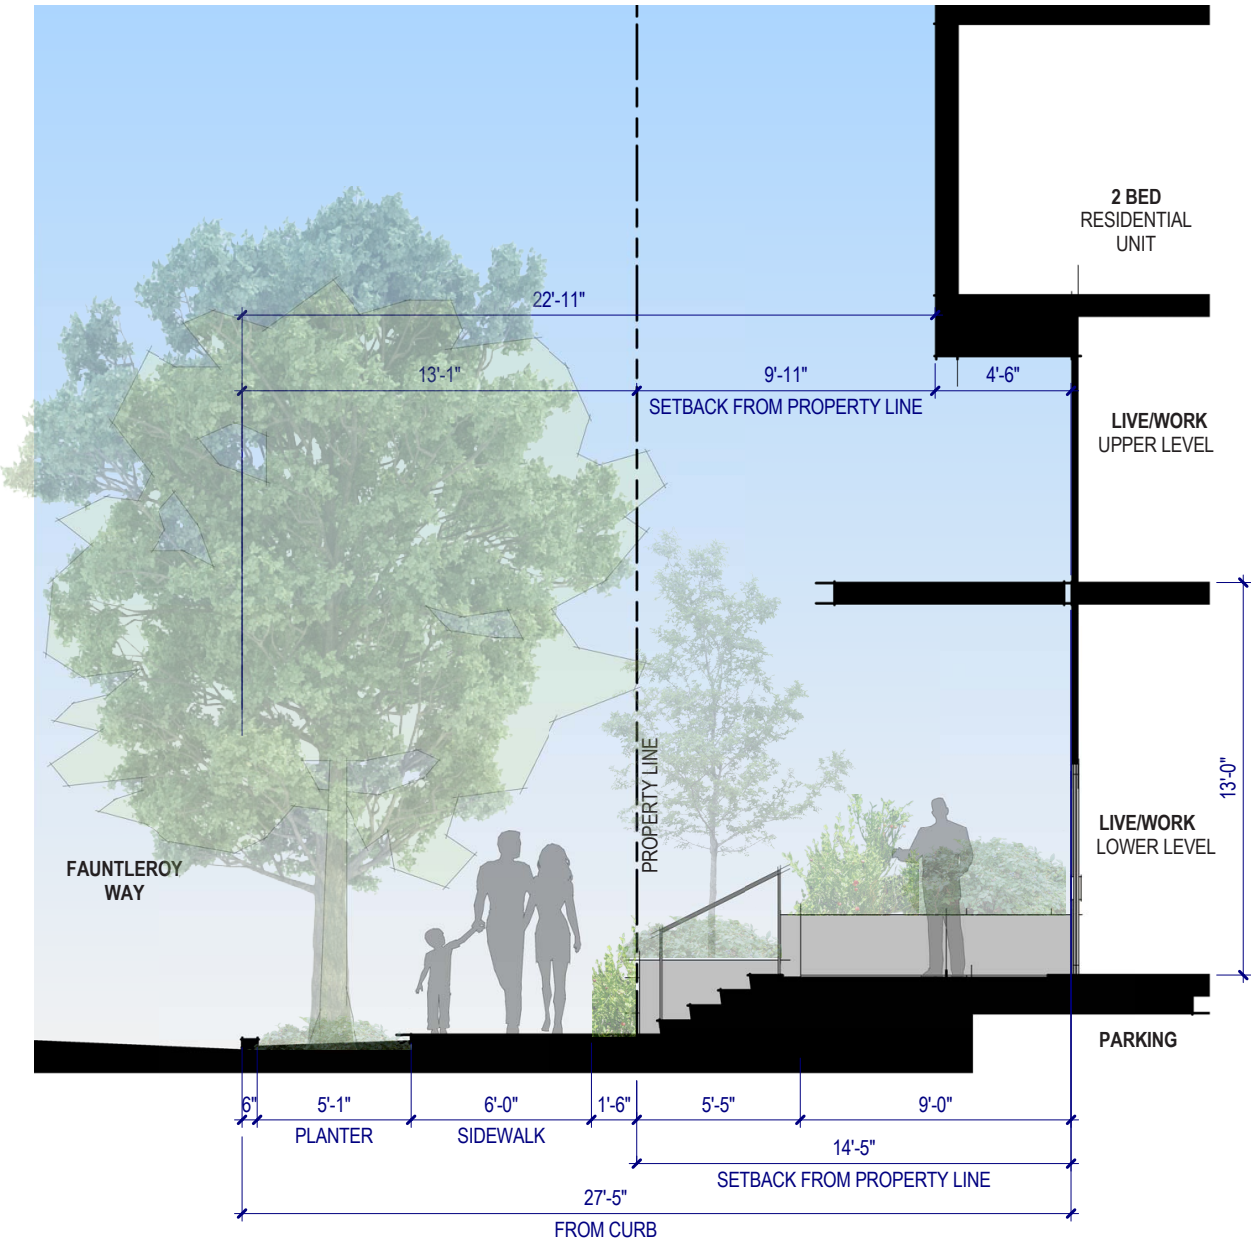 2 BED
RESIDENTIAL
UNIT
22'-11"
13'-1"
9'-11"
4'-6"
SETBACK FROM PROPERTY LINE
LIVE/WORK
UPPER LEVEL
PROPERTY LINE
13'-0"
LIVE/WORK
LOWER LEVEL
FAUNTLEROY
WAY
PARKING
6"
5'-1"
6'-0"
1'-6"
5'-5"
9'-0"
PLANTER
SIDEWALK
14'-5"
SETBACK FROM PROPERTY LINE
27'-5"
FROM CURB